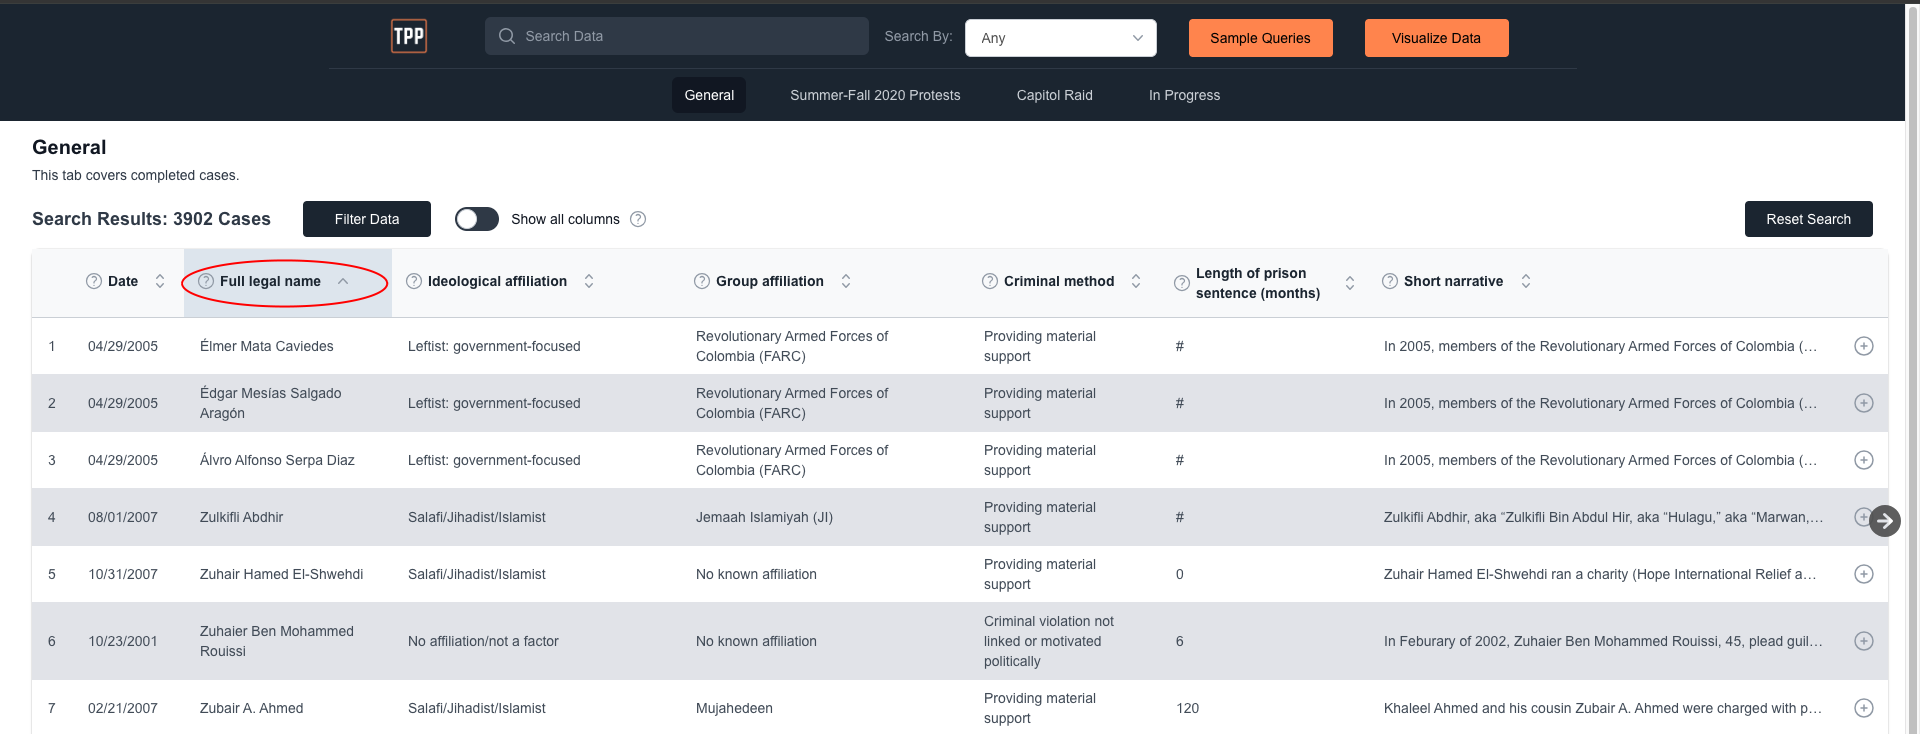 TPP
Search Data
Search By:
Any
Sample Queries
Visualize Data
General
Summer-Fall 2020 Protests
Capitol Raid
In Progress
General
This tab covers completed cases.
Search Results: 3902 Cases
Filter Data
Show all columns ?
Reset Search
? Date
? Full legal name
? Ideological affiliation
? Group affiliation
? Criminal method
? Length of prison
sentence (months)
? Short narrative
1
04/29/2005
Élmer Mata Caviedes
Leftist: government-focused
Revolutionary Armed Forces of
Colombia (FARC)
Providing material
support
#
In 2005, members of the Revolutionary Armed Forces of Colombia (…
2
04/29/2005
Édgar Mesías Salgado
Aragón
Leftist: government-focused
Revolutionary Armed Forces of
Colombia (FARC)
Providing material
support
#
In 2005, members of the Revolutionary Armed Forces of Colombia (…
3
04/29/2005
Álvro Alfonso Serpa Diaz
Leftist: government-focused
Revolutionary Armed Forces of
Colombia (FARC)
Providing material
support
#
In 2005, members of the Revolutionary Armed Forces of Colombia (…
4
08/01/2007
Zulkifli Abdhir
Salafi/Jihadist/Islamist
Jemaah Islamiyah (JI)
Providing material
support
#
Zulkifli Abdhir, aka “Zulkifli Bin Abdul Hir, aka “Hulagu,” aka “Marwan,…
5
10/31/2007
Zuhair Hamed El-Shwehdi
Salafi/Jihadist/Islamist
No known affiliation
Providing material
support
0
Zuhair Hamed El-Shwehdi ran a charity (Hope International Relief a…
6
10/23/2001
Zuhaier Ben Mohammed
Rouissi
No affiliation/not a factor
No known affiliation
Criminal violation not
linked or motivated
politically
6
In Feburary of 2002, Zuhaier Ben Mohammed Rouissi, 45, plead guil…
7
02/21/2007
Zubair A. Ahmed
Salafi/Jihadist/Islamist
Mujahedeen
Providing material
support
120
Khaleel Ahmed and his cousin Zubair A. Ahmed were charged with p…